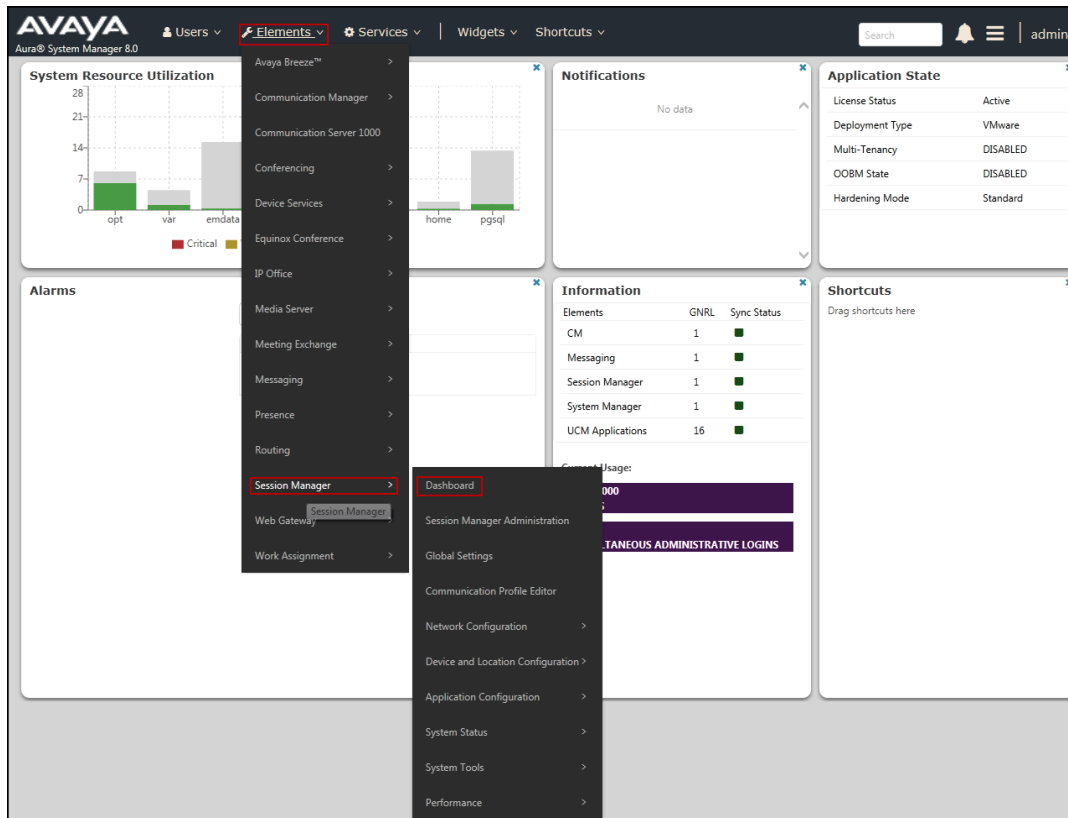 AVAYA
Aura® System Manager 8.0
Users
Elements
Services
Widgets
Shortcuts
Search
admin
System Resource Utilization
28
21
14
7
0
opt
var
emdata
home
pgsql
Critical
Notifications
No data
Application State
License Status Active
Deployment Type VMware
Multi-Tenancy DISABLED
OOBM State DISABLED
Hardening Mode Standard
Avaya Breeze™ >
Communication Manager >
Communication Server 1000
Conferencing >
Device Services >
Equinox Conference >
IP Office >
Media Server >
Meeting Exchange >
Messaging >
Presence >
Routing >
Session Manager >
Session Manager
Web Gateway >
Work Assignment >
Dashboard
Session Manager Administration
Global Settings
Communication Profile Editor
Network Configuration >
Device and Location Configuration >
Application Configuration >
System Status >
System Tools >
Performance >
Alarms
Information
Elements GNRL Sync Status
CM 1
Messaging 1
Session Manager 1
System Manager 1
UCM Applications 16
Usage:
000
TANEOUS ADMINISTRATIVE LOGINS
Shortcuts
Drag shortcuts here